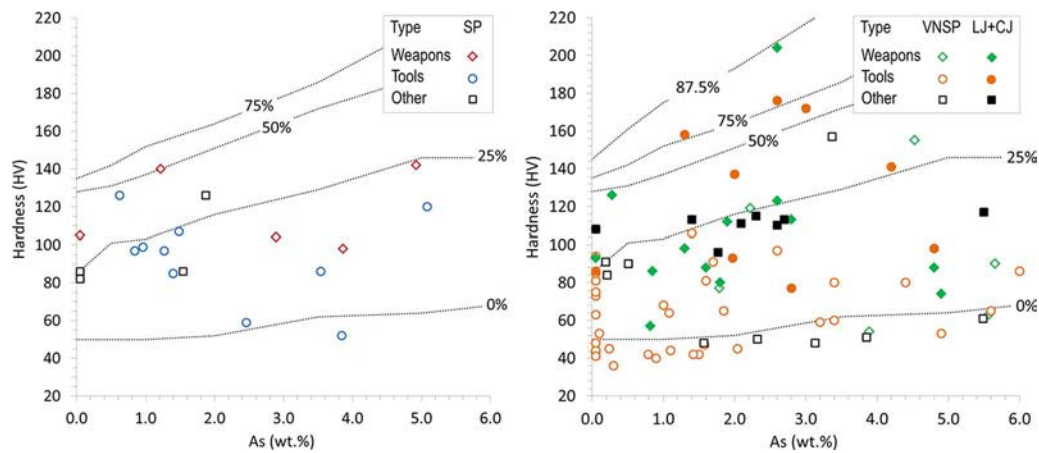 220
200
180
160
140
120
100
80
60
40
20
Hardness (HV)
0.0 1.0 2.0 3.0 4.0 5.0 6.0
As (wt.%)
Type SP
Weapons
Tools
Other
75%
50%
25%
0%
220
200
180
160
140
120
100
80
60
40
20
Hardness (HV)
0.0 1.0 2.0 3.0 4.0 5.0 6.0
As (wt.%)
Type VNSP LJ+CJ
Weapons
Tools
Other
87.5%
75%
50%
25%
0%